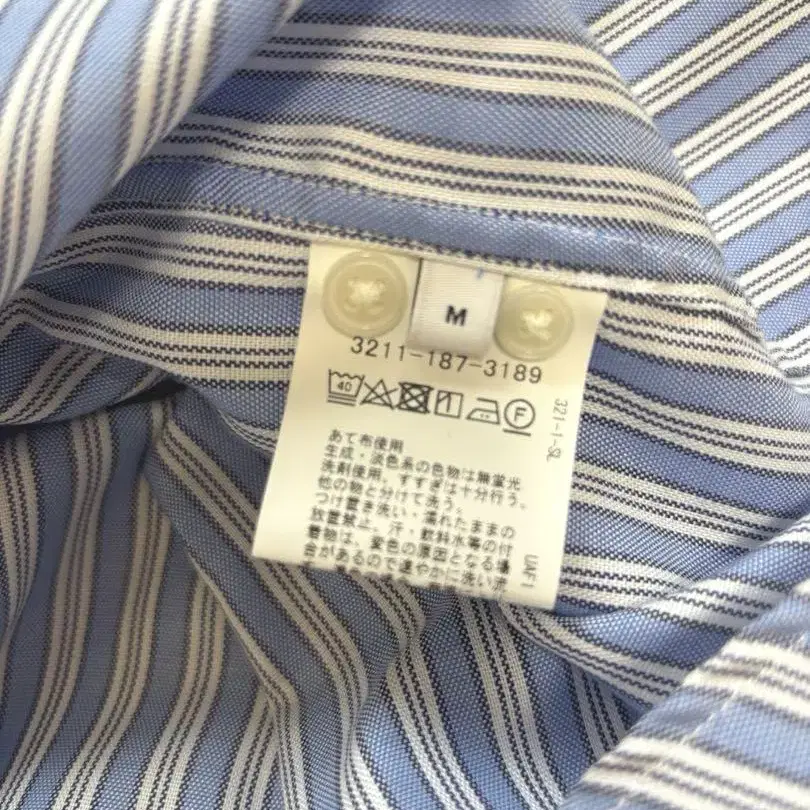 M
3211-187-3189
40
F
321-1-SL
あて布使用
生成・淡色系の色物は無蛍光
洗剤使用。すすぎは十分行う。
他の物と分けて洗う。
つけ置き洗い・濡れたままの
放置禁止。汗・飲料水等の付
着物は、変色の原因となる場
合があるので速やかに洗い流
UAF1